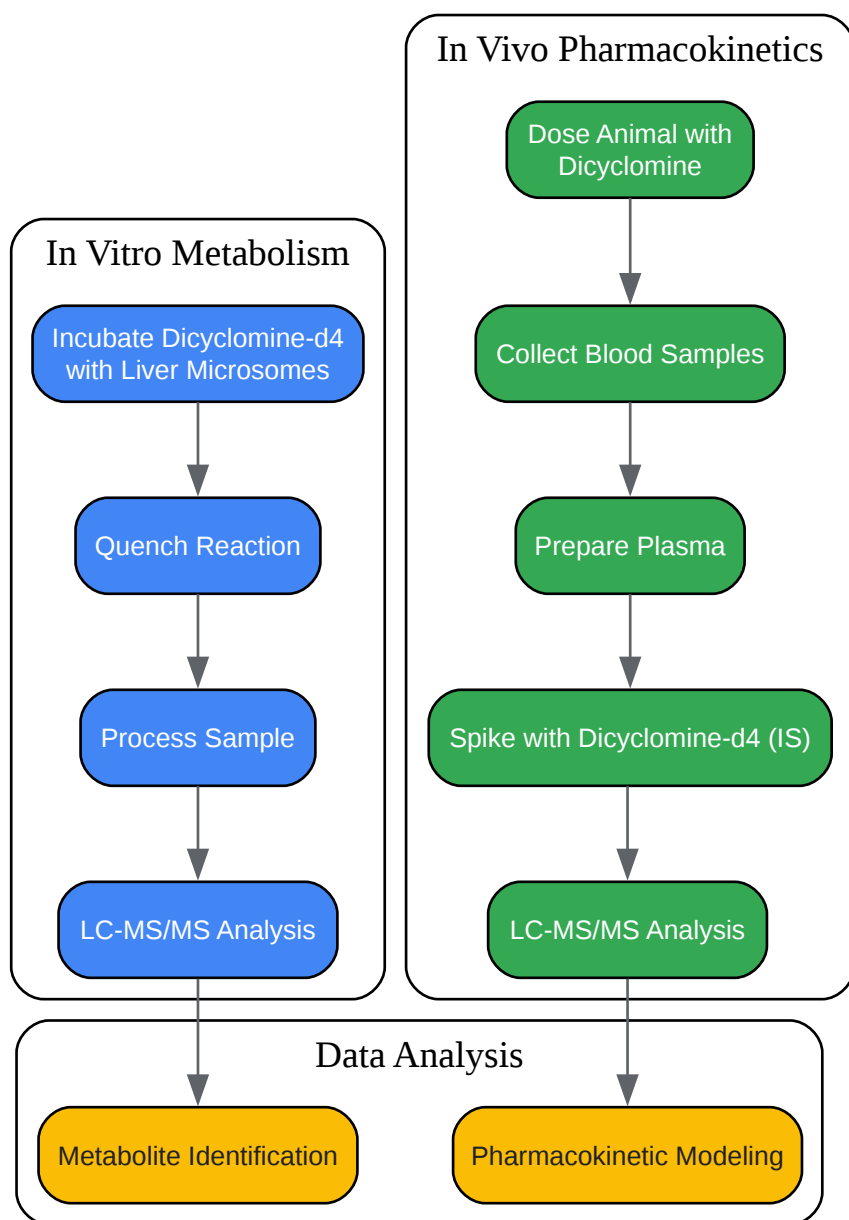 In Vitro Metabolism
Incubate Dicyclomine-d4
with Liver Microsomes
Quench Reaction
Process Sample
LC-MS/MS Analysis
In Vivo Pharmacokinetics
Dose Animal with
Dicyclomine
Collect Blood Samples
Prepare Plasma
Spike with Dicyclomine-d4 (IS)
LC-MS/MS Analysis
Data Analysis
Metabolite Identification
Pharmacokinetic Modeling